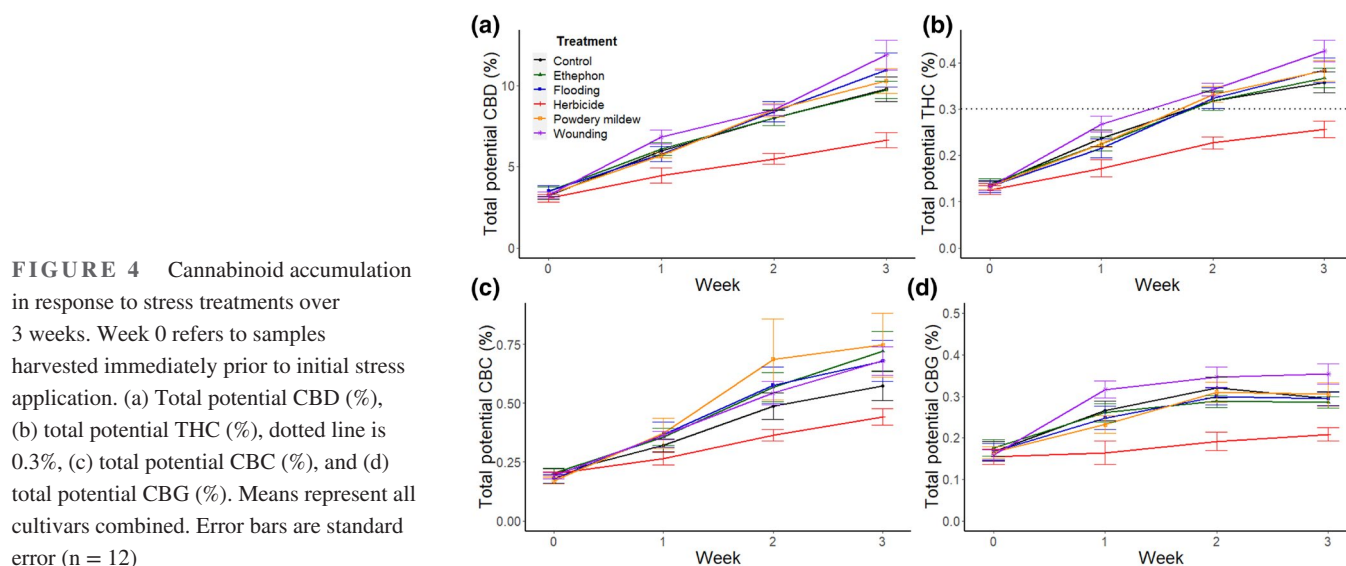 FIGURE 4 Cannabinoid accumulation
in response to stress treatments over
3 weeks. Week 0 refers to samples
harvested immediately prior to initial stress
application. (a) Total potential CBD (%),
(b) total potential THC (%), dotted line is
0.3%, (c) total potential CBC (%), and (d)
total potential CBG (%). Means represent all
cultivars combined. Error bars are standard
error (n = 12)
(a)
Total potential CBD (%)
10
5
0
Treatment
Control
Ethephon
Flooding
Herbicide
Powdery mildew
Wounding
0 1 2 3
Week
(b)
Total potential THC (%)
0.4
0.3
0.2
0.1
0.0
0 1 2 3
Week
(c)
Total potential CBC (%)
0.75
0.50
0.25
0.00
0 1 2 3
Week
(d)
Total potential CBG (%)
0.5
0.4
0.3
0.2
0.1
0.0
0 1 2 3
Week